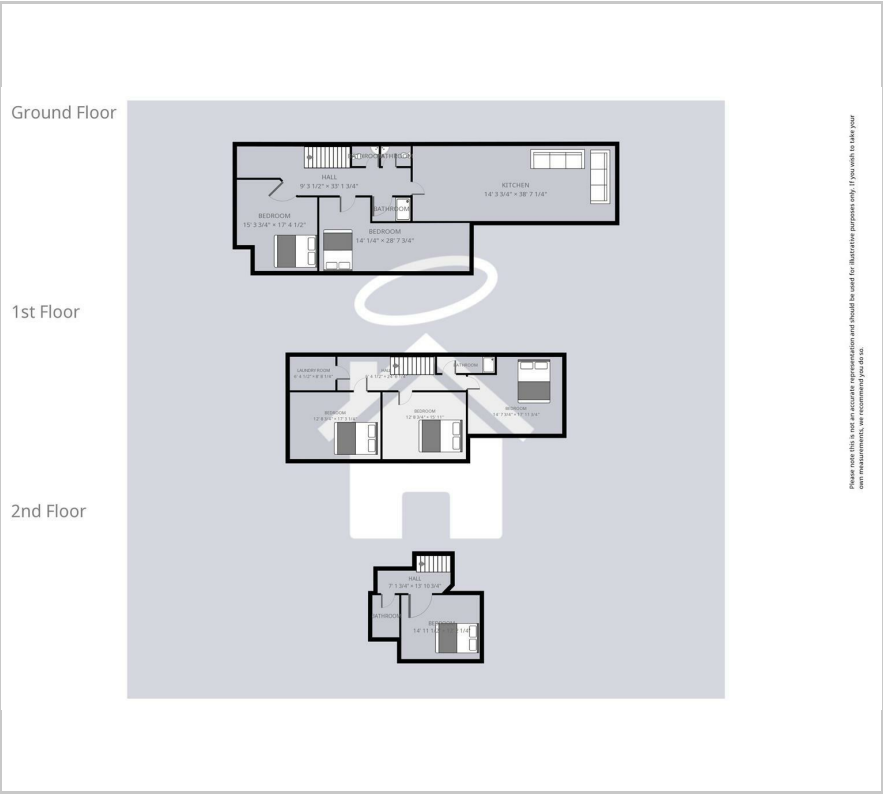 Ground Floor
BATHROOM
BATHROOM
HALL
9' 3 1/2" × 33' 1 3/4"
KITCHEN
14' 3 3/4" × 38' 7 1/4"
BATHROOM
BEDROOM
15' 3 3/4" × 17' 4 1/2"
BEDROOM
14' 1/4" × 28' 7 3/4"
1st Floor
LAUNDRY ROOM
HALL
BATHROOM
BEDROOM
BEDROOM
BEDROOM
2nd Floor
HALL
7' 1 3/4" × 13' 10 3/4"
BATHROOM
BEDROOM
Please note this is not an accurate representation and should be used for illustrative purposes only. If you wish to take your
own measurements, we recommend you do so.